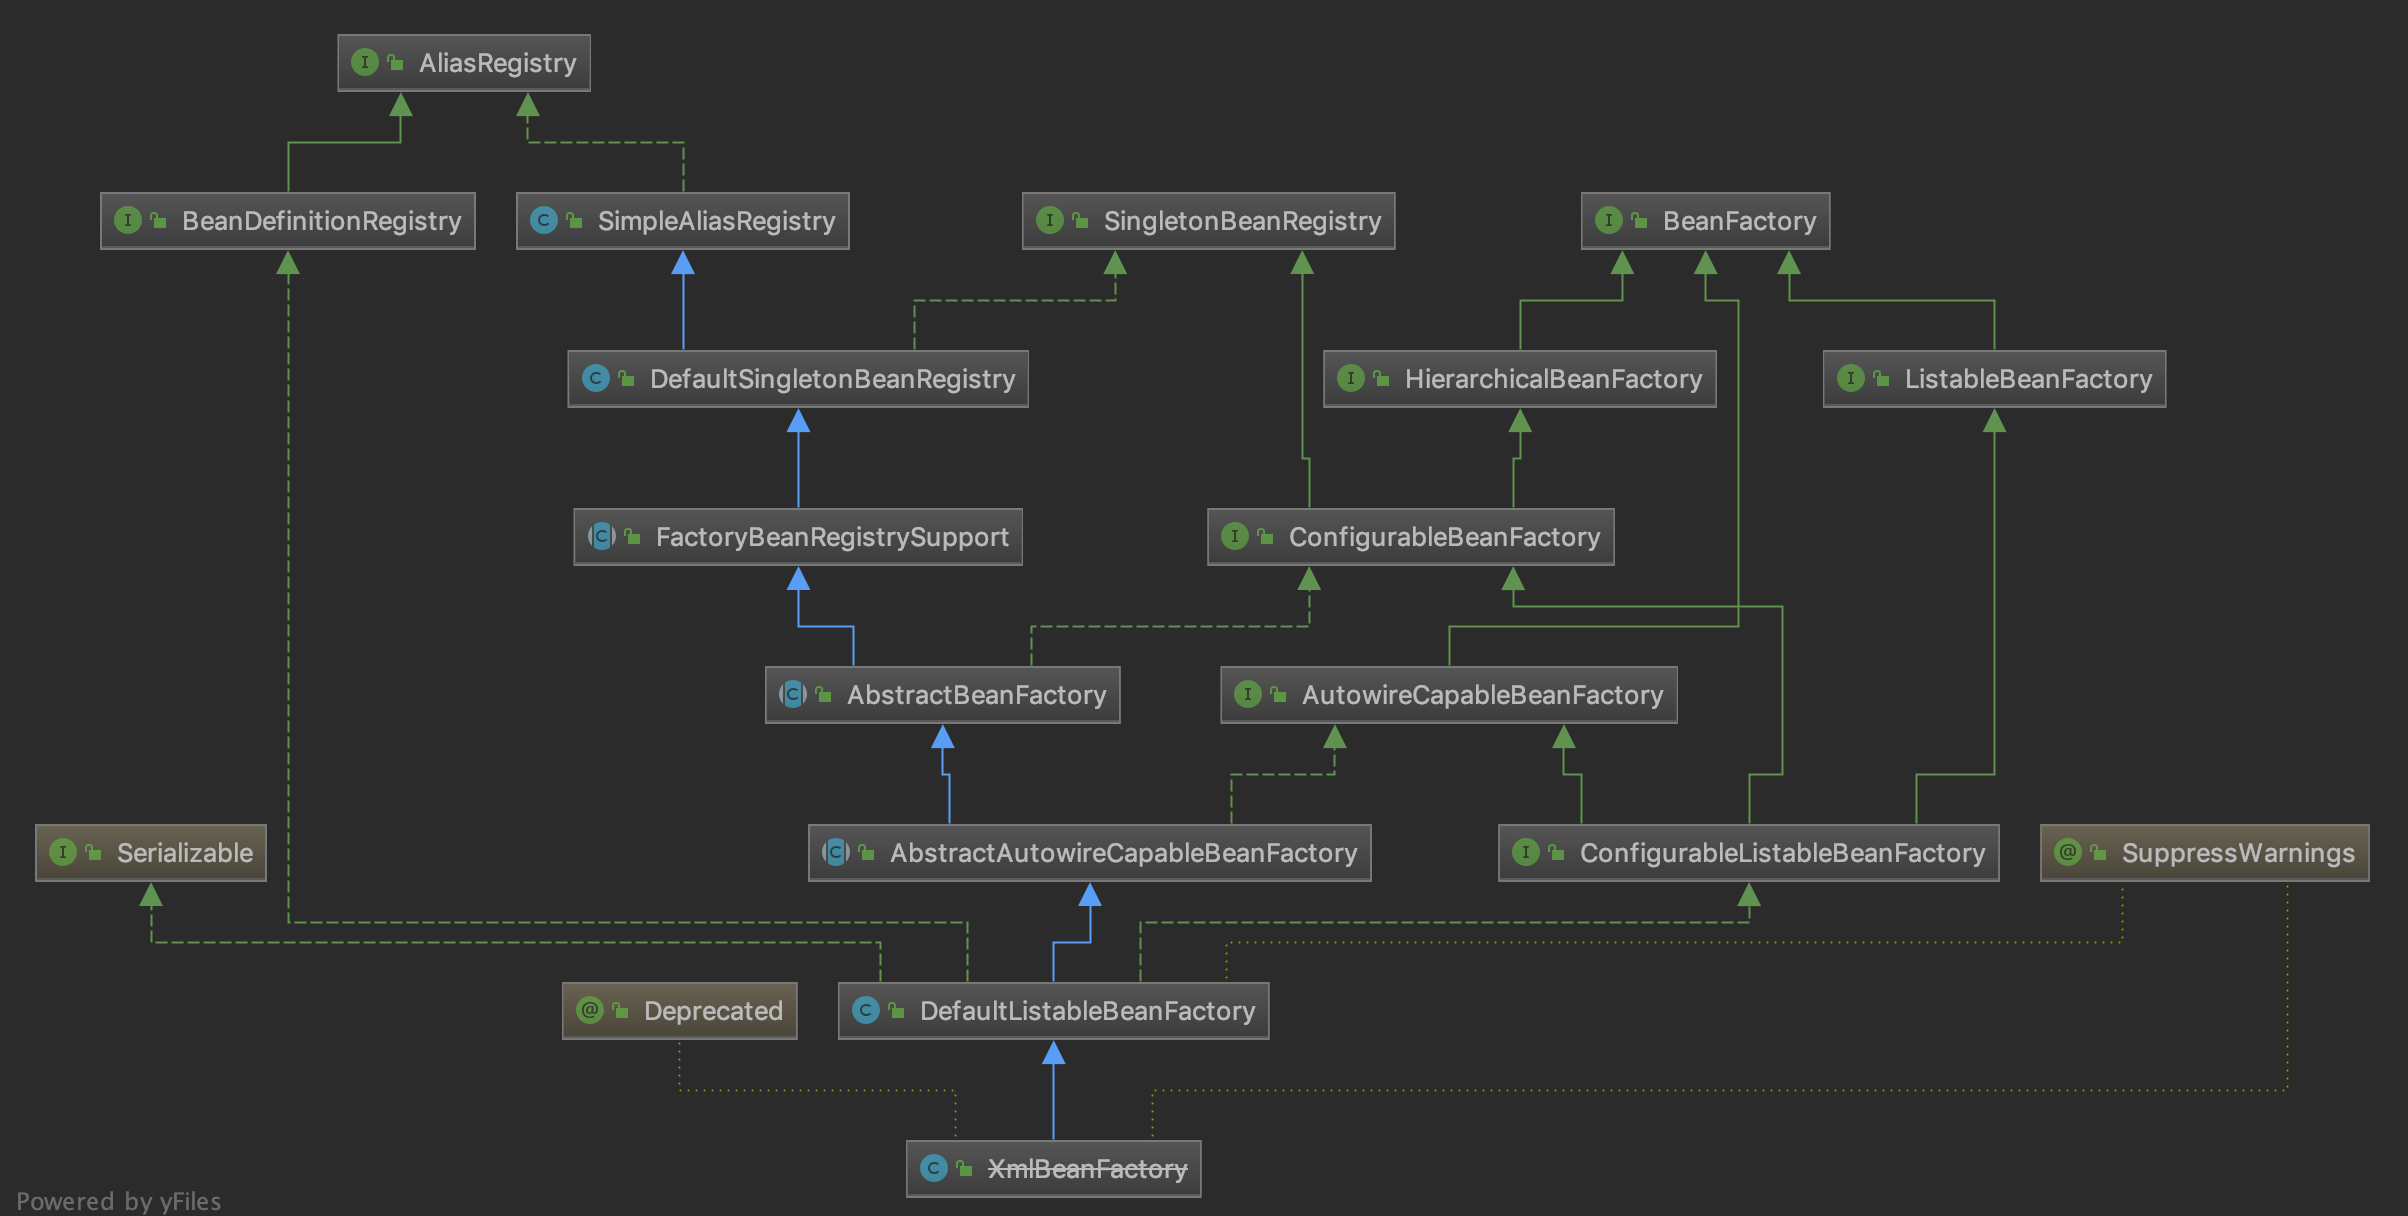 AliasRegistry
BeanDefinitionRegistry
SimpleAliasRegistry
SingletonBeanRegistry
BeanFactory
DefaultSingletonBeanRegistry
HierarchicalBeanFactory
ListableBeanFactory
FactoryBeanRegistrySupport
ConfigurableBeanFactory
AbstractBeanFactory
AutowireCapableBeanFactory
Serializable
AbstractAutowireCapableBeanFactory
ConfigurableListableBeanFactory
SuppressWarnings
Deprecated
DefaultListableBeanFactory
XmlBeanFactory
Powered by yFiles